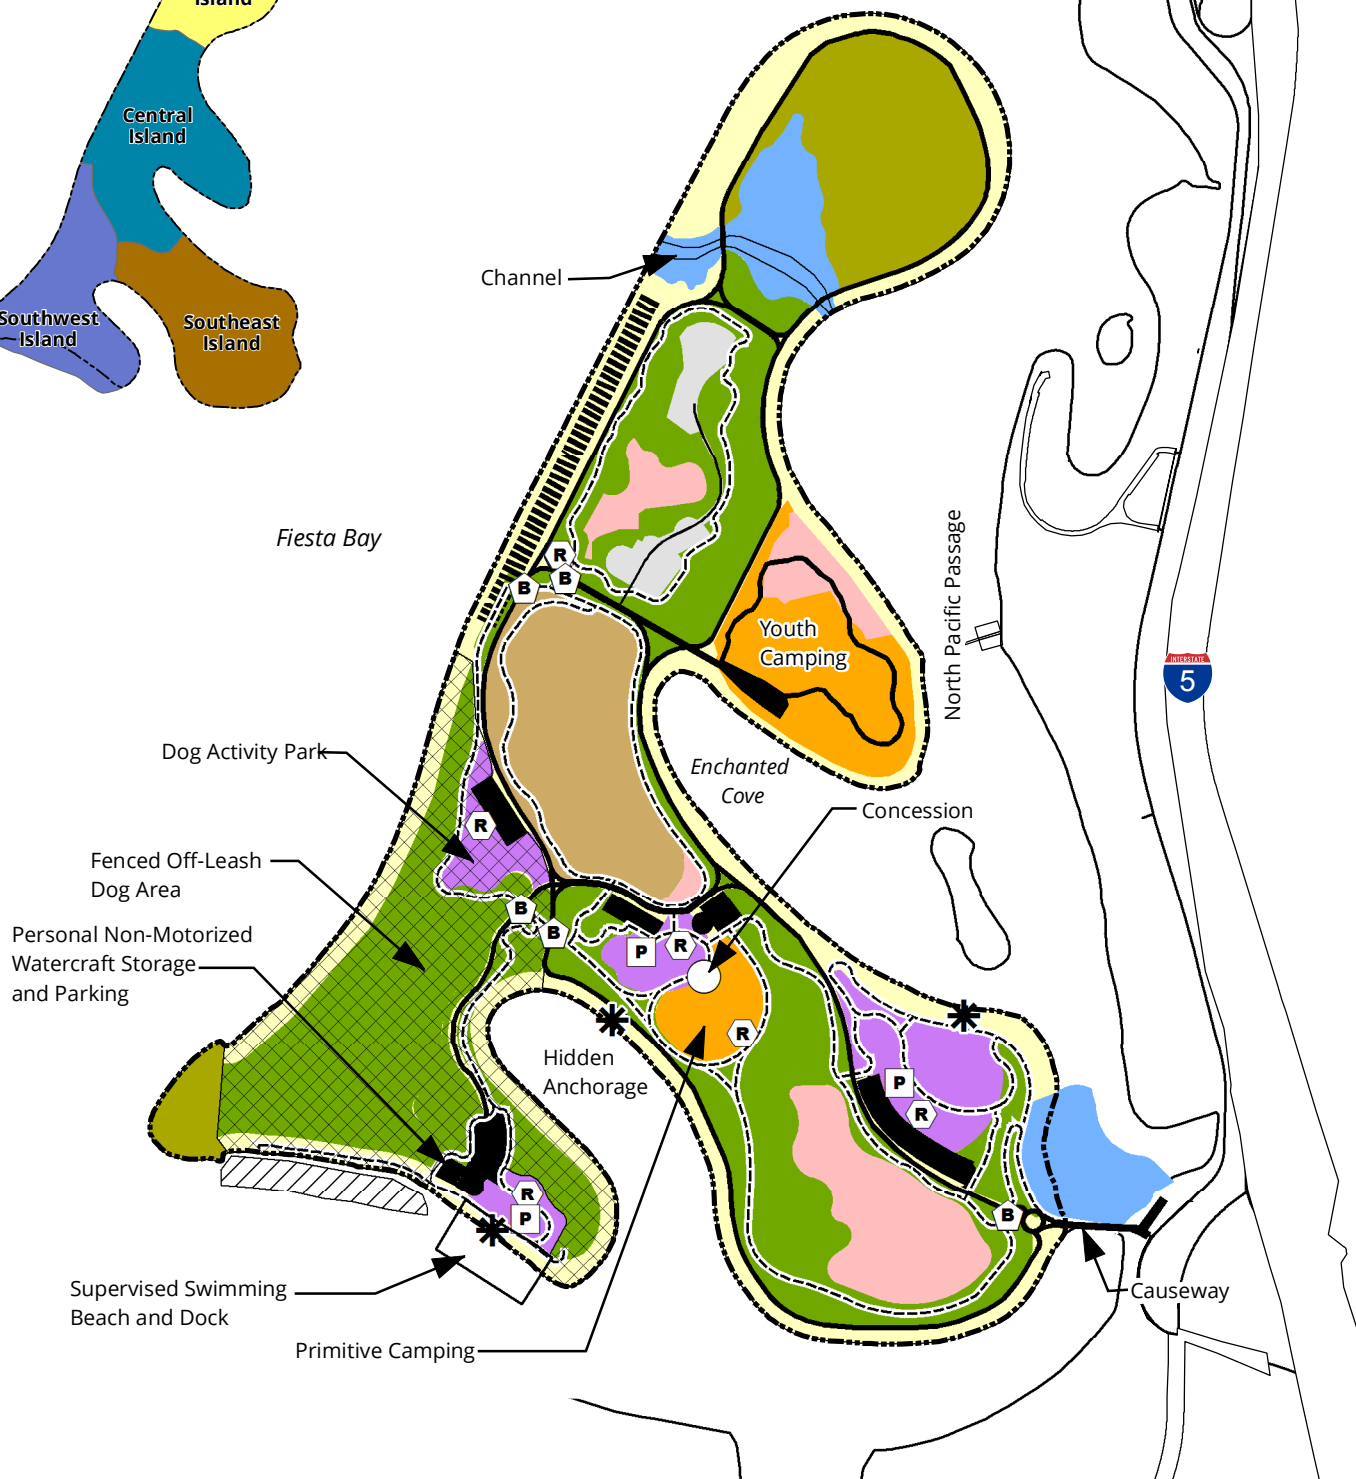 Island
Central
Island
Southwest
Island
Southeast
Island
Channel
Fiesta Bay
R
B
B
Youth
Camping
North Pacific Passage
INTERSTATE
5
Dog Activity Park
Enchanted
Cove
Concession
R
Fenced Off-Leash
Dog Area
B
B
P
R
Personal Non-Motorized
Watercraft Storage
and Parking
R
Hidden
Anchorage
P
R
R
P
B
Supervised Swimming
Beach and Dock
Causeway
Primitive Camping